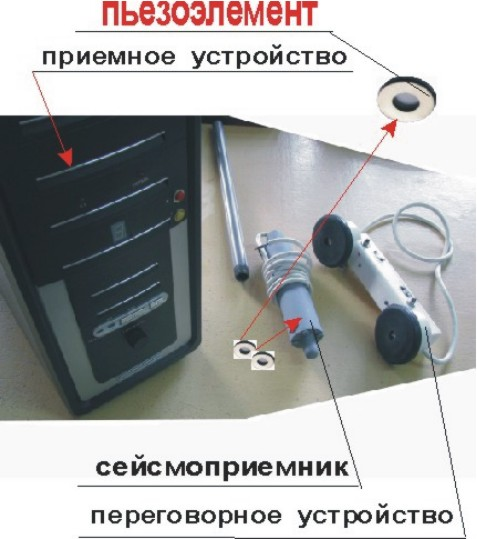 пьезоэлемент
приемное устройство
сейсмоприемник
переговорное устройство